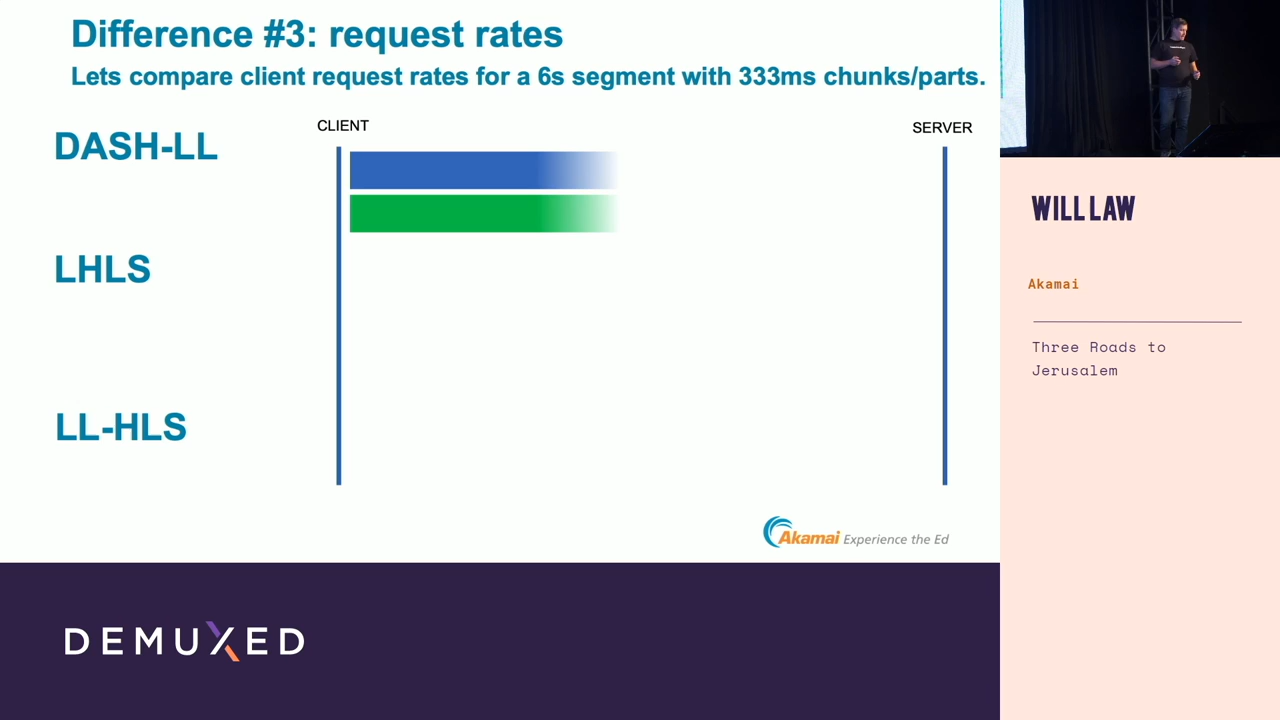 Difference #3: request rates
Lets compare client request rates for a 6s segment with 333ms chunks/parts.
CLIENT
SERVER
DASH-LL
LHLS
LL-HLS
Akamai Experience the Ed
DEMUXED
WILL LAW
Akamai
Three Roads to
Jerusalem